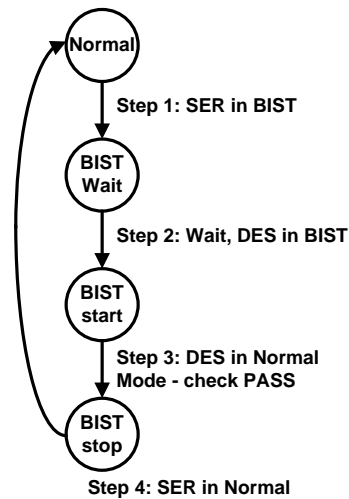 Normal
Step 1: SER in BIST
BIST
Wait
Step 2: Wait, DES in BIST
BIST
start
Step 3: DES in Normal
Mode - check PASS
BIST
stop
Step 4: SER in Normal